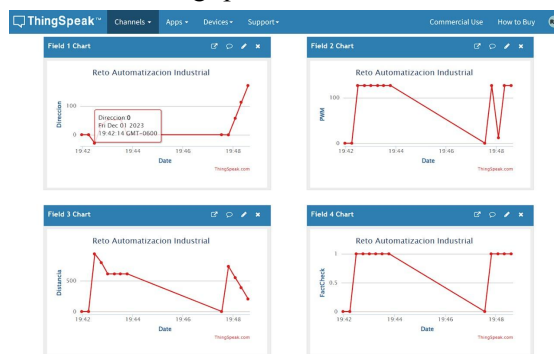 ThingSpeak™ Channels Apps Devices Support Commercial Use How to Buy
Field 1 Chart
Reto Automatizacion Industrial
Direccion
100
0
Direccion 0
Fri Dec 01 2023
19:42:14 GMT-0600
19:42 19:44 19:46 19:48
Date
ThingSpeak.com
Field 2 Chart
Reto Automatizacion Industrial
PWM
100
0
19:42 19:44 19:46 19:48
Date
ThingSpeak.com
Field 3 Chart
Reto Automatizacion Industrial
Distancia
500
0
19:42 19:44 19:46 19:48
Date
ThingSpeak.com
Field 4 Chart
Reto Automatizacion Industrial
FactCheck
1
0.5
0
19:42 19:44 19:46 19:48
Date
ThingSpeak.com